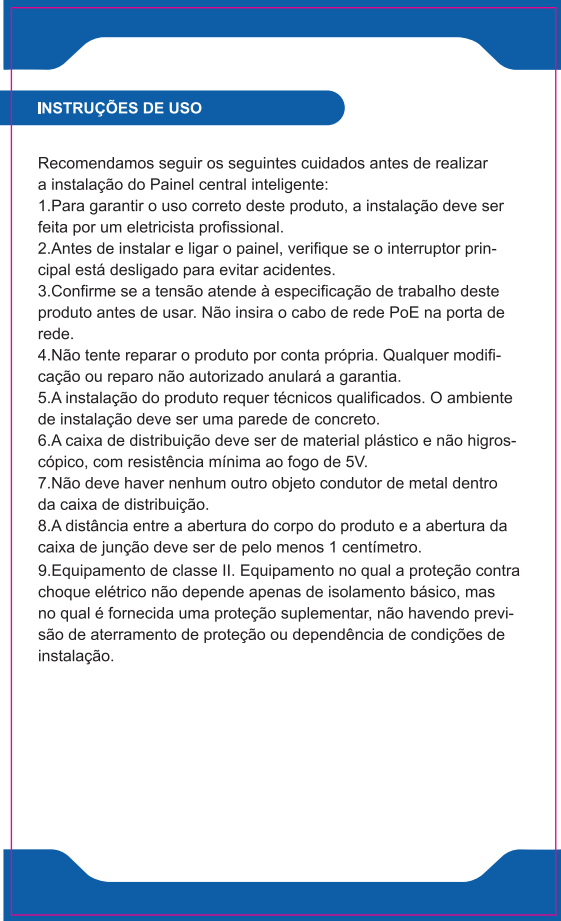 INSTRUÇÕES DE USO
Recomendamos seguir os seguintes cuidados antes de realizar
a instalação do Painel central inteligente:
1.Para garantir o uso correto deste produto, a instalação deve ser
feita por um eletricista profissional.
2.Antes de instalar e ligar o painel, verifique se o interruptor prin-
cipal está desligado para evitar acidentes.
3.Confirme se a tensão atende à especificação de trabalho deste
produto antes de usar. Não insira o cabo de rede PoE na porta de
rede.
4.Não tente reparar o produto por conta própria. Qualquer modifi-
cação ou reparo não autorizado anulará a garantia.
5.A instalação do produto requer técnicos qualificados. O ambiente
de instalação deve ser uma parede de concreto.
6.A caixa de distribuição deve ser de material plástico e não higros-
cópico, com resistência mínima ao fogo de 5V.
7.Não deve haver nenhum outro objeto condutor de metal dentro
da caixa de distribuição.
8.A distância entre a abertura do corpo do produto e a abertura da
caixa de junção deve ser de pelo menos 1 centímetro.
9.Equipamento de classe II. Equipamento no qual a proteção contra
choque elétrico não depende apenas de isolamento básico, mas
no qual é fornecida uma proteção suplementar, não havendo previ-
são de aterramento de proteção ou dependência de condições de
instalação.